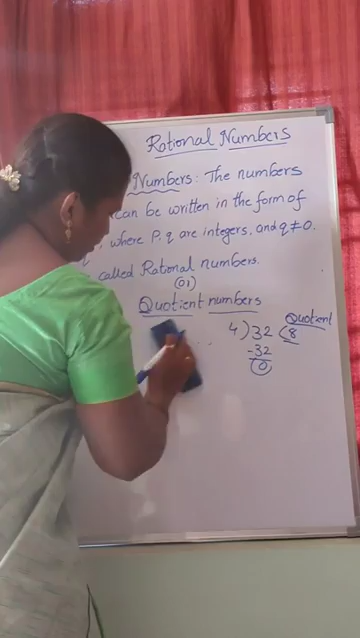 Rational Numbers
Numbers: The numbers
can be written in the form of
where P, q are integers, and q ≠ 0.
called Rational numbers.
(or)
Quotient numbers
Quotient
4) 32 (8
-32
0